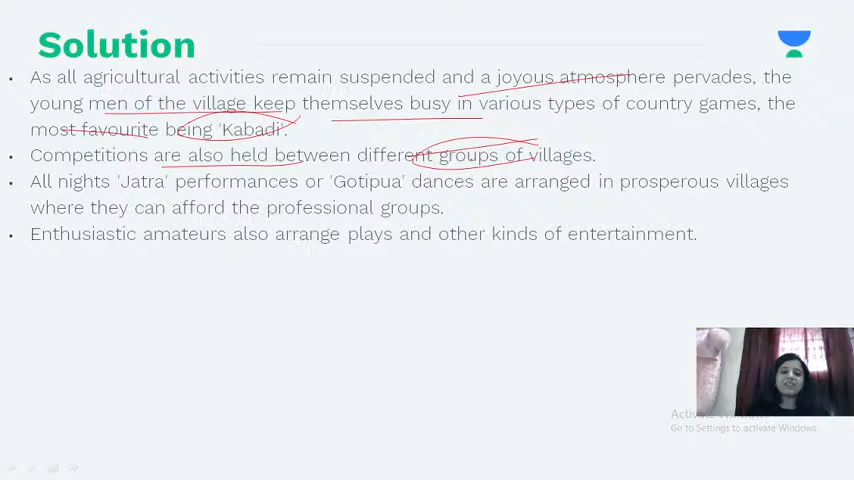 Solution
• As all agricultural activities remain suspended and a joyous atmosphere pervades, the
young men of the village keep themselves busy in various types of country games, the
most favourite being 'Kabadi'.
• Competitions are also held between different groups of villages.
• All nights 'Jatra' performances or 'Gotipua' dances are arranged in prosperous villages
where they can afford the professional groups.
• Enthusiastic amateurs also arrange plays and other kinds of entertainment.
Activate Windows
Go to Settings to activate Windows.